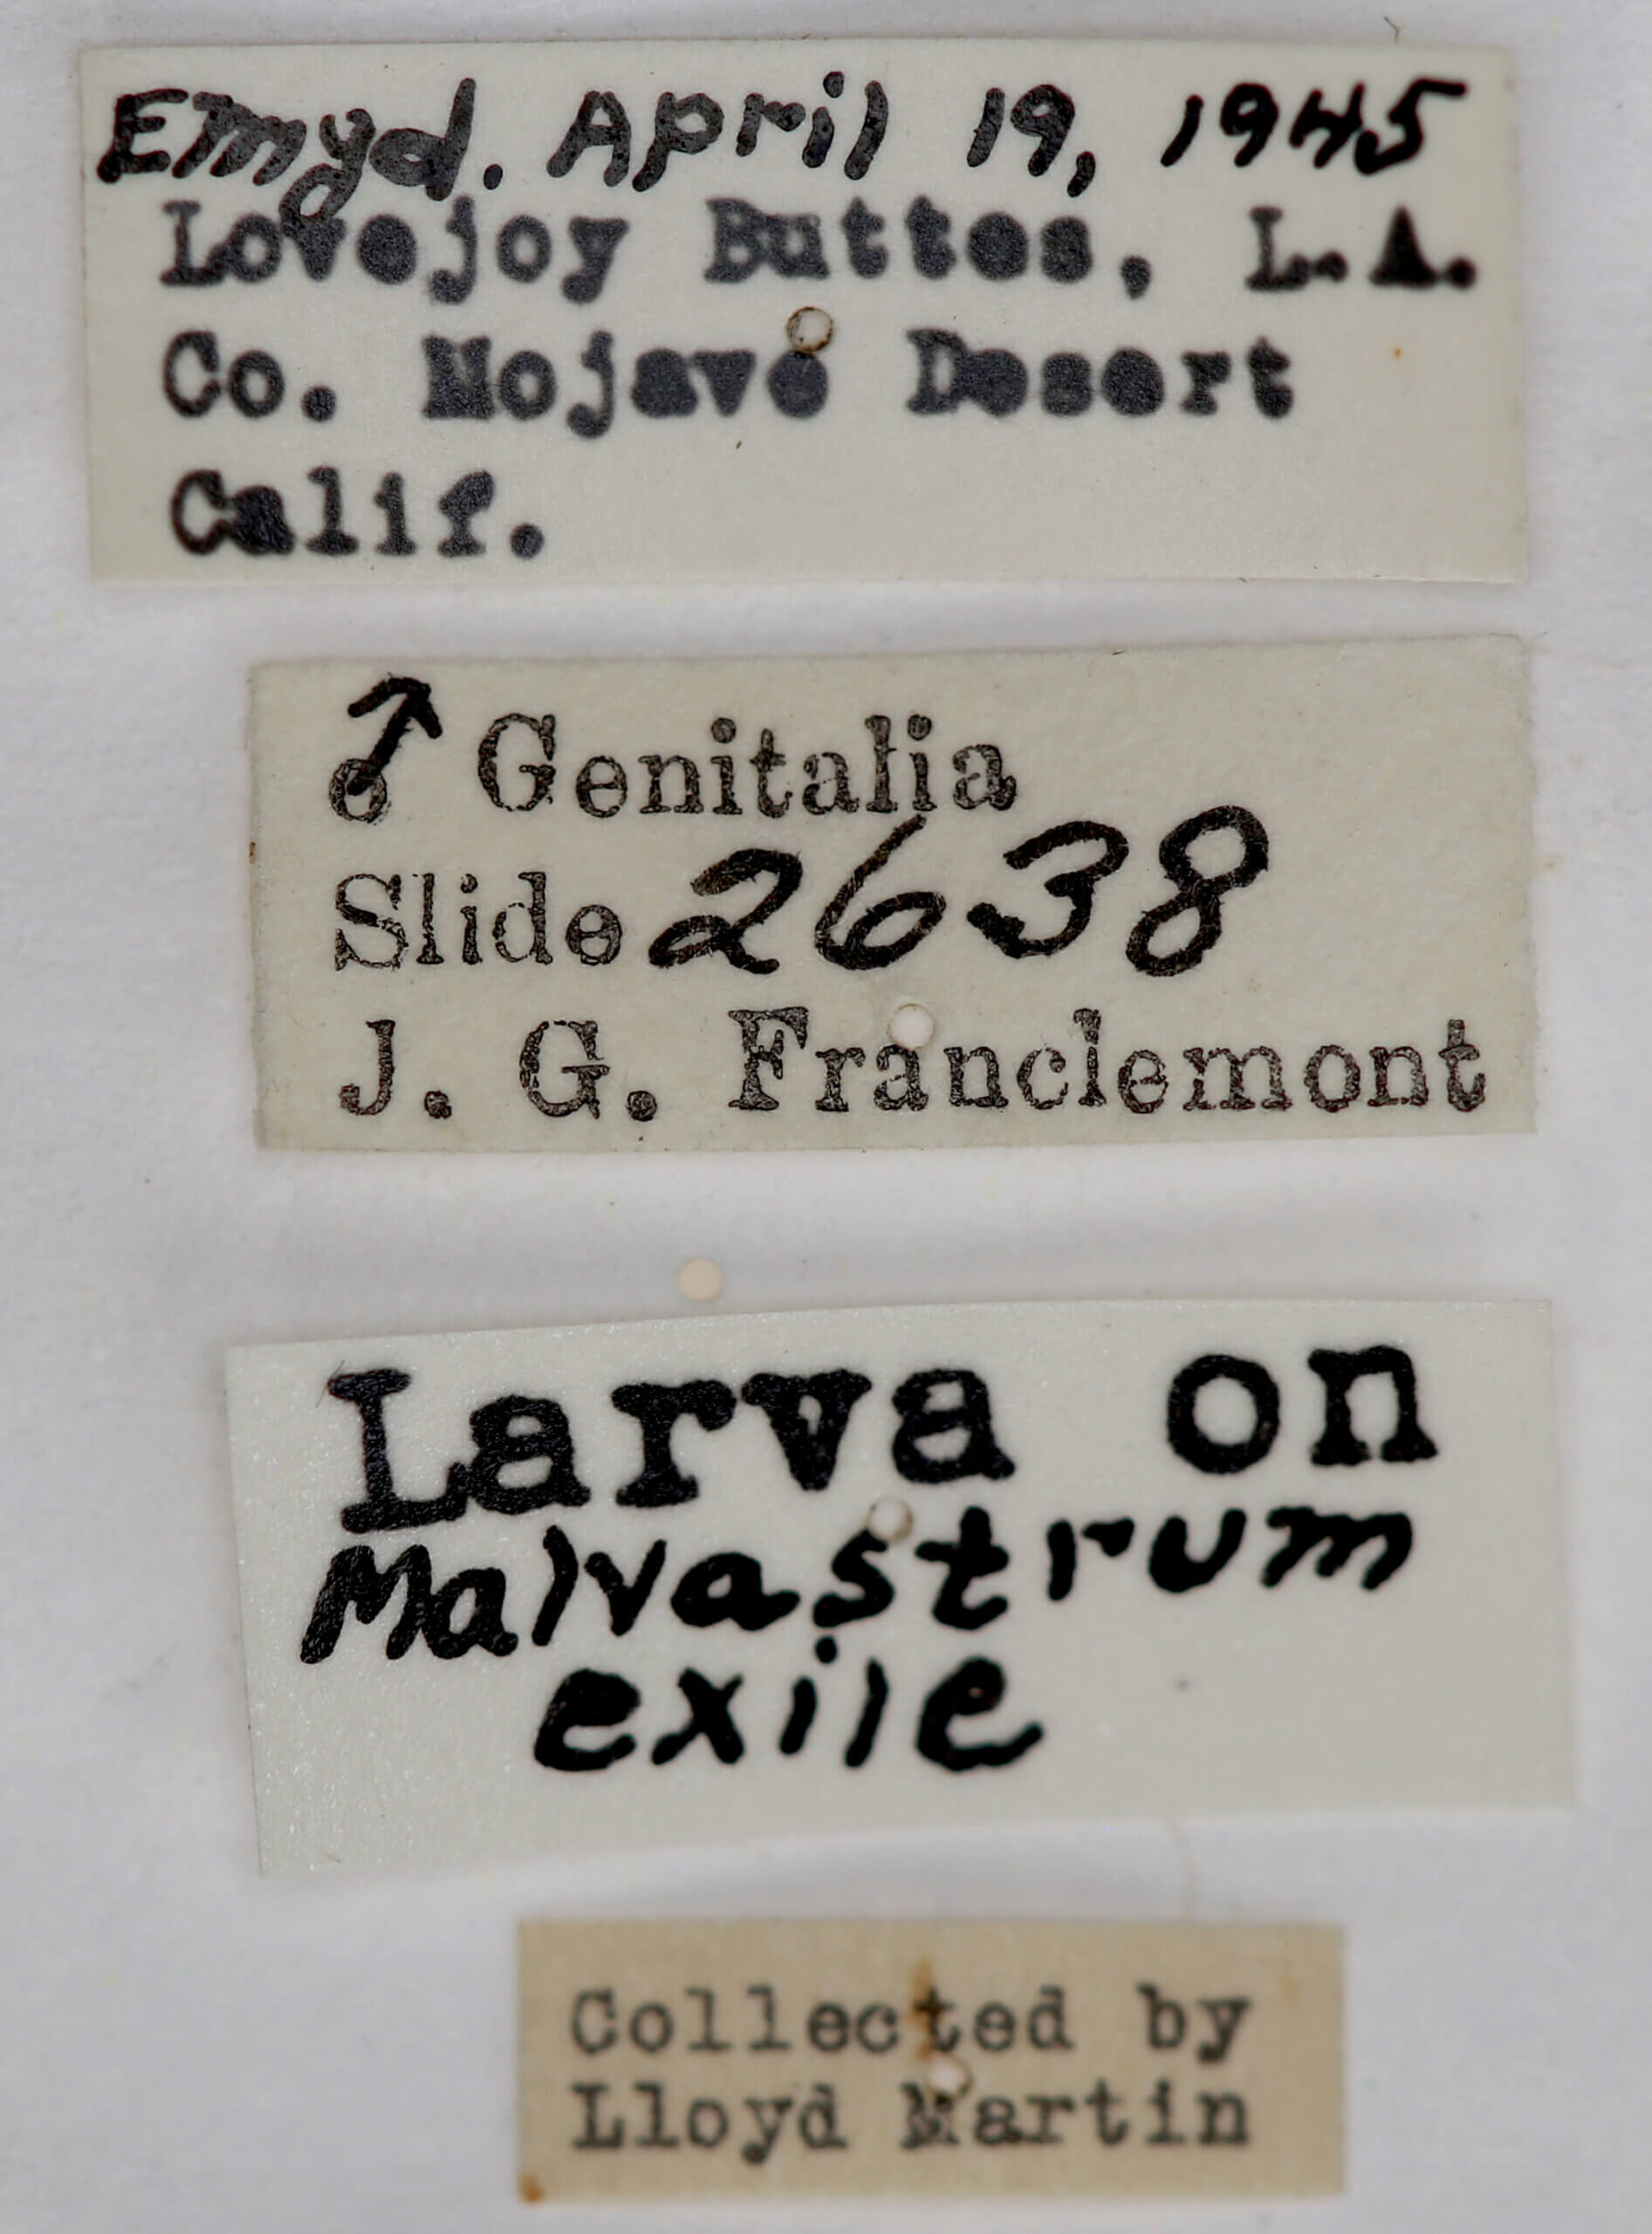 Emgd. April 19, 1945
Lovejoy Buttes, L.A.
Co. Mojave Desert
Calif.
♂ Genitalia
Slide 2638
J. G. Franclemont
Larva on
Malvastrum
exile
Collected by
Lloyd Martin